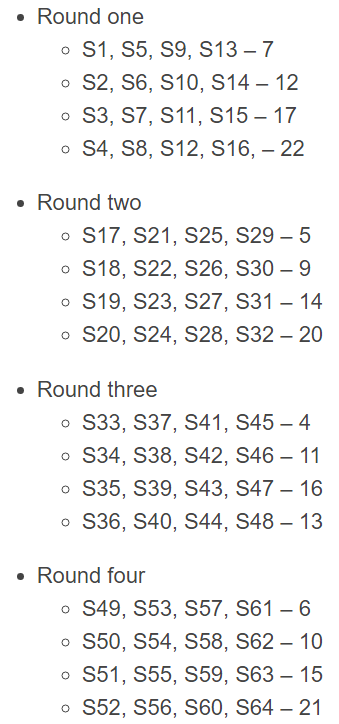 Round one
S1, S5, S9, S13 – 7
S2, S6, S10, S14 – 12
S3, S7, S11, S15 – 17
S4, S8, S12, S16, – 22
Round two
S17, S21, S25, S29 – 5
S18, S22, S26, S30 – 9
S19, S23, S27, S31 – 14
S20, S24, S28, S32 – 20
Round three
S33, S37, S41, S45 – 4
S34, S38, S42, S46 – 11
S35, S39, S43, S47 – 16
S36, S40, S44, S48 – 13
Round four
S49, S53, S57, S61 – 6
S50, S54, S58, S62 – 10
S51, S55, S59, S63 – 15
S52, S56, S60, S64 – 21